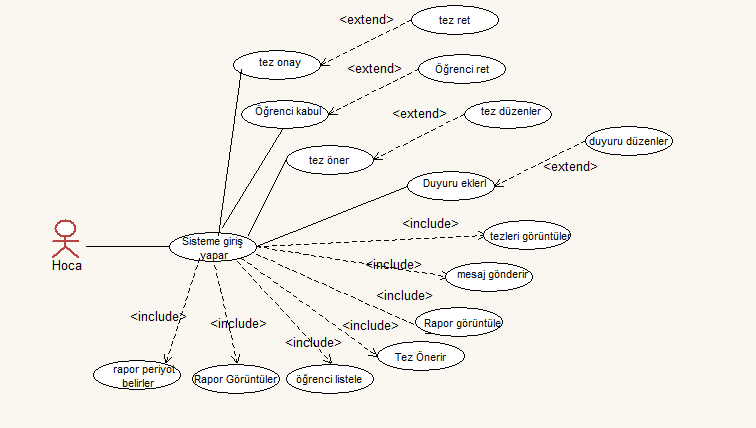 <extend>
tez ret
tez onay
<extend>
Öğrenci ret
Öğrenci kabul
<extend>
tez düzenler
duyuru düzenler
tez öner
<extend>
Duyuru eklerl
<include>
tezleri görüntüler
Sisteme giriş
yapar
Hoca
<include>
mesaj gönderir
<include>
Rapor görüntüle
<include>
<include>
<include>
<include>
Tez Önerir
rapor periyot
belirler
Rapor Görüntüler
öğrenci listele